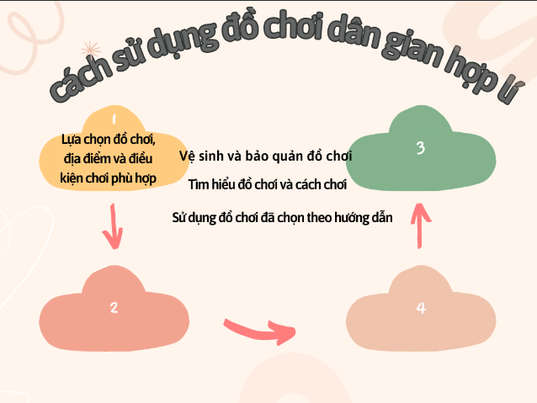 cách sử dụng đồ chơi dân gian hợp lí
1
Lựa chọn đồ chơi,
địa điểm và điều
kiện chơi phù hợp
Vệ sinh và bảo quản đồ chơi
Tìm hiểu đồ chơi và cách chơi
Sử dụng đồ chơi đã chọn theo hướng dẫn
3
2
4